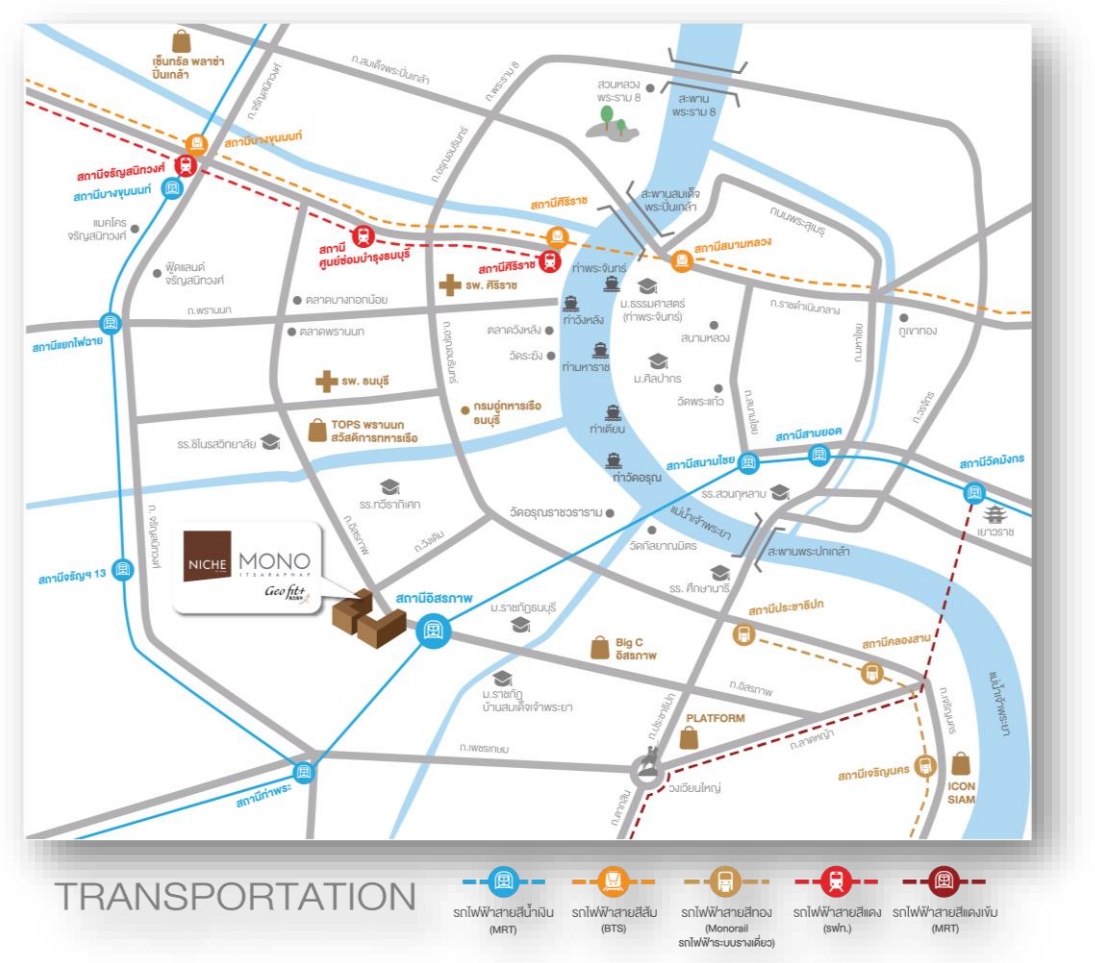 เซ็นทรัล พลาซ่า
ปิ่นเกล้า
ถ.จรัญสนิทวงศ์
ถ.สมเด็จพระปิ่นเกล้า
ถ.พระราม 8
สวนหลวง
พระราม 8
สะพาน
พระราม 8
สถานีบางขุนนนท์
สถานีจรัญสนิทวงศ์
สถานีบางขุนนนท์
ถ.อรุณอมรินทร์
สะพานสมเด็จ
พระปิ่นเกล้า
สถานีศิริราช
ถนนพระสุเมรุ
แมคโคร
จรัญสนิทวงศ์
สถานี
ศูนย์ซ่อมบำรุงธนบุรี
สถานีศิริราช
สถานีสนามหลวง
ฟู้ดแลนด์
จรัญสนิทวงศ์
รพ. ศิริราช
ท่าพระจันทร์
ม.ธรรมศาสตร์
(ท่าพระจันทร์)
ถ.ราชดำเนินกลาง
ตลาดบางกอกน้อย
ถ.พรานนก
ตลาดพรานนก
สถานีแยกไฟฉาย
ถ.อรุณอมรินทร์
ตลาดวังหลัง
ท่าวังหลัง
สนามหลวง
ถ.มหาไชย
ภูเขาทอง
วัดระฆัง
ท่ามหาราช
ม.ศิลปากร
รพ. ธนบุรี
วัดพระแก้ว
ถ.สนามไชย
ถ.วรจักร
กรมอู่ทหารเรือ
ธนบุรี
TOPS พรานนก
สวัสดิการทหารเรือ
ท่าเตียน
รร.ชิโนรสวิทยาลัย
สถานีสามยอด
สถานีสนามไชย
สถานีวัดมังกร
ท่าวัดอรุณ
รร.ทวีธาภิเศก
รร.สวนกุหลาบ
วัดอรุณราชวราราม
แม่น้ำเจ้าพระยา
เยาวราช
ถ. จรัญสนิทวงศ์
ถ.อิสรภาพ
ถ.วังเดิม
วัดกัลยาณมิตร
สะพานพระปกเกล้า
NICHE
MONO
ITSARAPHAP
Geo fit+
สถานีจรัญฯ 13
รร. ศึกษานารี
สถานีอิสรภาพ
ม.ราชภัฏธนบุรี
สถานีประชาธิปก
สถานีคลองสาน
Big C
อิสรภาพ
ม.ราชภัฏ
บ้านสมเด็จเจ้าพระยา
ถ.อิสรภาพ
ถ.ประชาธิปก
PLATFORM
ถ.ลาดหญ้า
ถ.เจริญนคร
แม่น้ำเจ้าพระยา
ถ.เพชรเกษม
สถานีท่าพระ
วงเวียนใหญ่
ถ.ตากสิน
สถานีเจริญนคร
ICON
SIAM
TRANSPORTATION
รถไฟฟ้าสายสีน้ำเงิน
(MRT)
รถไฟฟ้าสายสีส้ม
(BTS)
รถไฟฟ้าสายสีทอง
(Monorail
รถไฟฟ้าระบบรางเดี่ยว)
รถไฟฟ้าสายสีแดง
(รฟท.)
รถไฟฟ้าสายสีแดงเข้ม
(MRT)